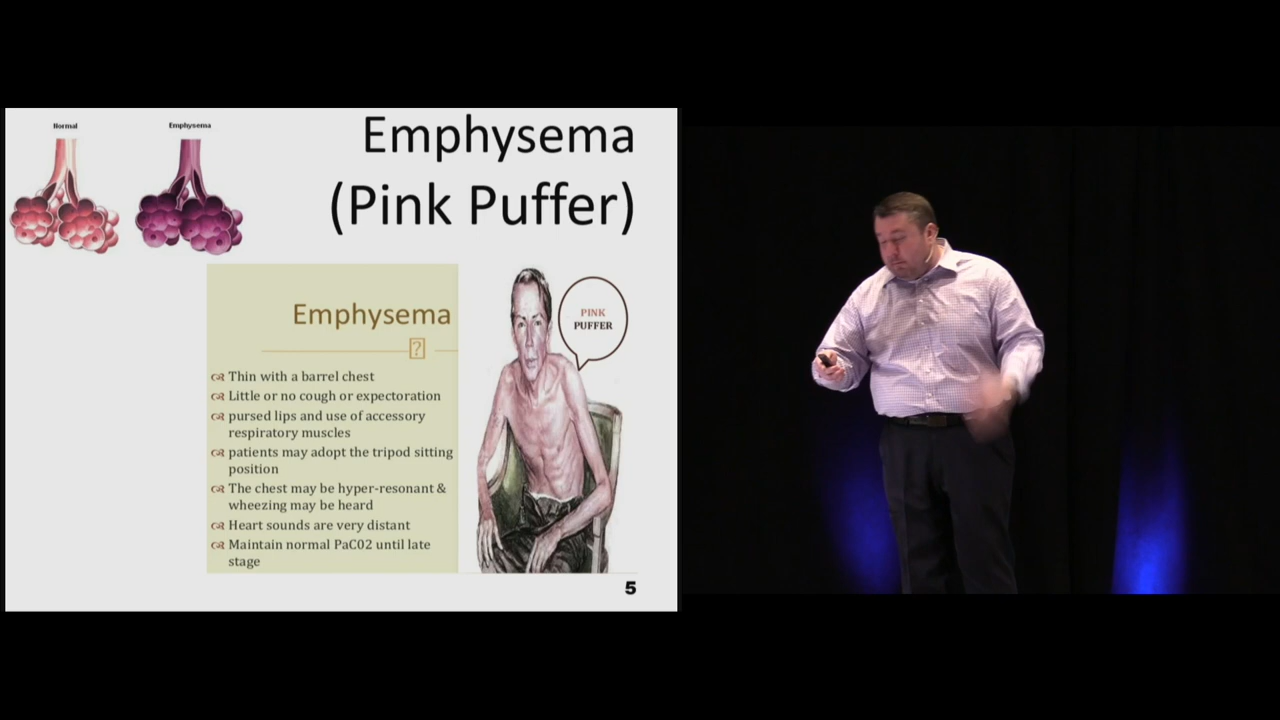 Normal
Emphysema
Emphysema
(Pink Puffer)
Emphysema
?
Thin with a barrel chest
Little or no cough or expectoration
pursed lips and use of accessory
respiratory muscles
patients may adopt the tripod sitting
position
The chest may be hyper-resonant &
wheezing may be heard
Heart sounds are very distant
Maintain normal PaC02 until late
stage
PINK
PUFFER
5